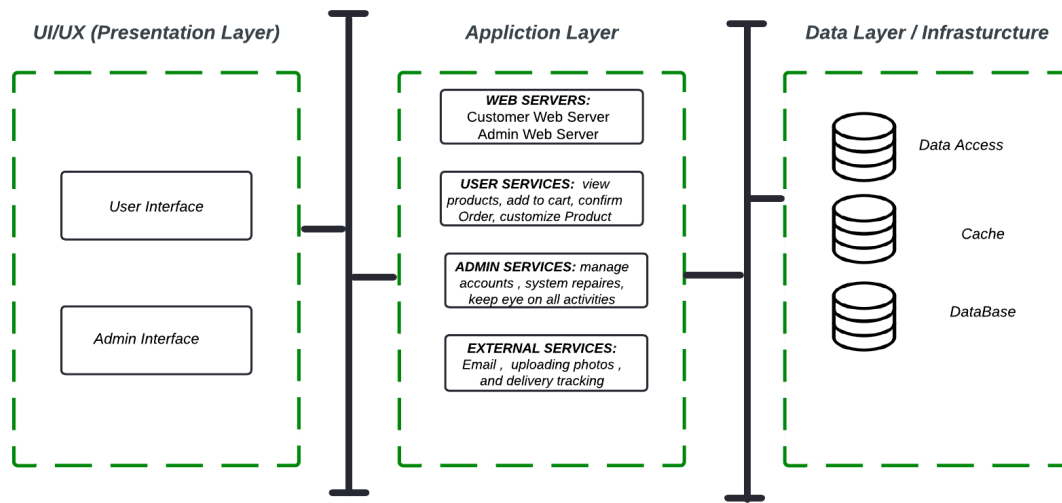 UI/UX (Presentation Layer)
Appliction Layer
Data Layer / Infrasturcture
User Interface
Admin Interface
WEB SERVERS:
Customer Web Server
Admin Web Server
USER SERVICES: view
products, add to cart, confirm
Order, customize Product
ADMIN SERVICES: manage
accounts , system repaires,
keep eye on all activities
EXTERNAL SERVICES:
Email , uploading photos ,
and delivery tracking
Data Access
Cache
DataBase